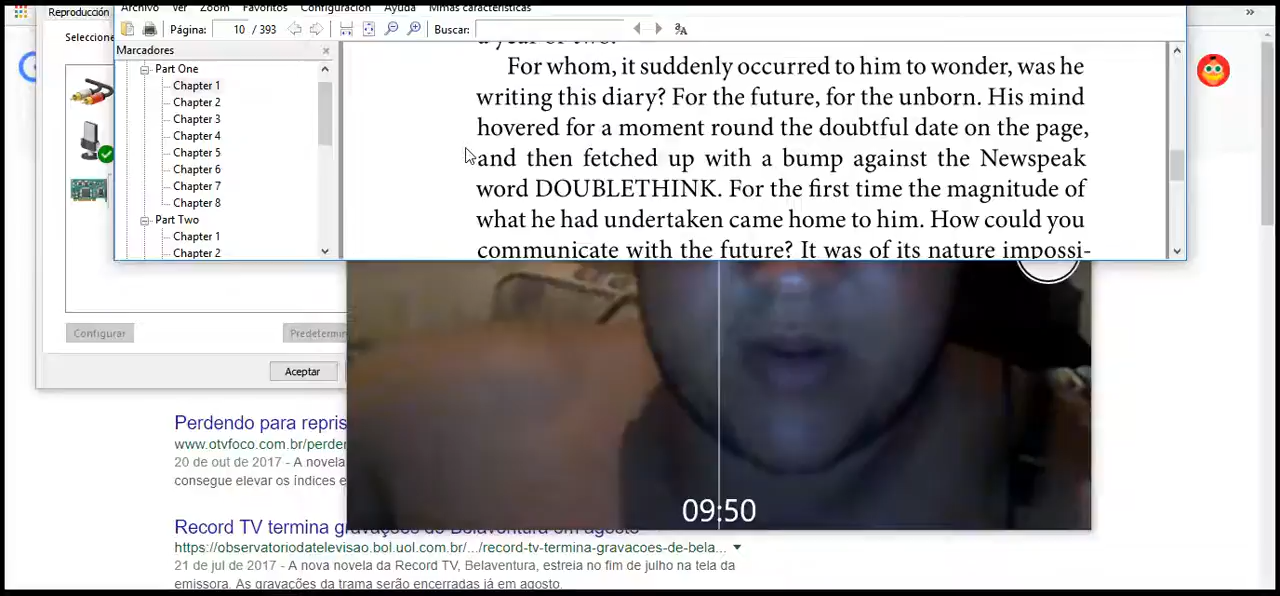 Archivo Ver Zoom Favoritos Configuración Ayuda Mimas características
Reproducción
Página: 10 / 393
Buscar:
Seleccione
Marcadores
Part One
Chapter 1
Chapter 2
Chapter 3
Chapter 4
Chapter 5
Chapter 6
Chapter 7
Chapter 8
Part Two
Chapter 1
Chapter 2
a year or two.
For whom, it suddenly occurred to him to wonder, was he
writing this diary? For the future, for the unborn. His mind
hovered for a moment round the doubtful date on the page,
and then fetched up with a bump against the Newspeak
word DOUBLETHINK. For the first time the magnitude of
what he had undertaken came home to him. How could you
communicate with the future? It was of its nature impossi-
Configurar
Predetermin
Aceptar
09:50
Perdendo para repris
www.otvfoco.com.br/perder
20 de out de 2017 - A novela
consegue elevar os índices e
Record TV termina gravações de Belaventura em agosto
https://observatoriodatelevisao.bol.uol.com.br/.../record-tv-termina-gravacoes-de-bela...
21 de jul de 2017 - A nova novela da Record TV, Belaventura, estreia no fim de julho na tela da
emissora. As gravações da trama serão encerradas já em agosto.